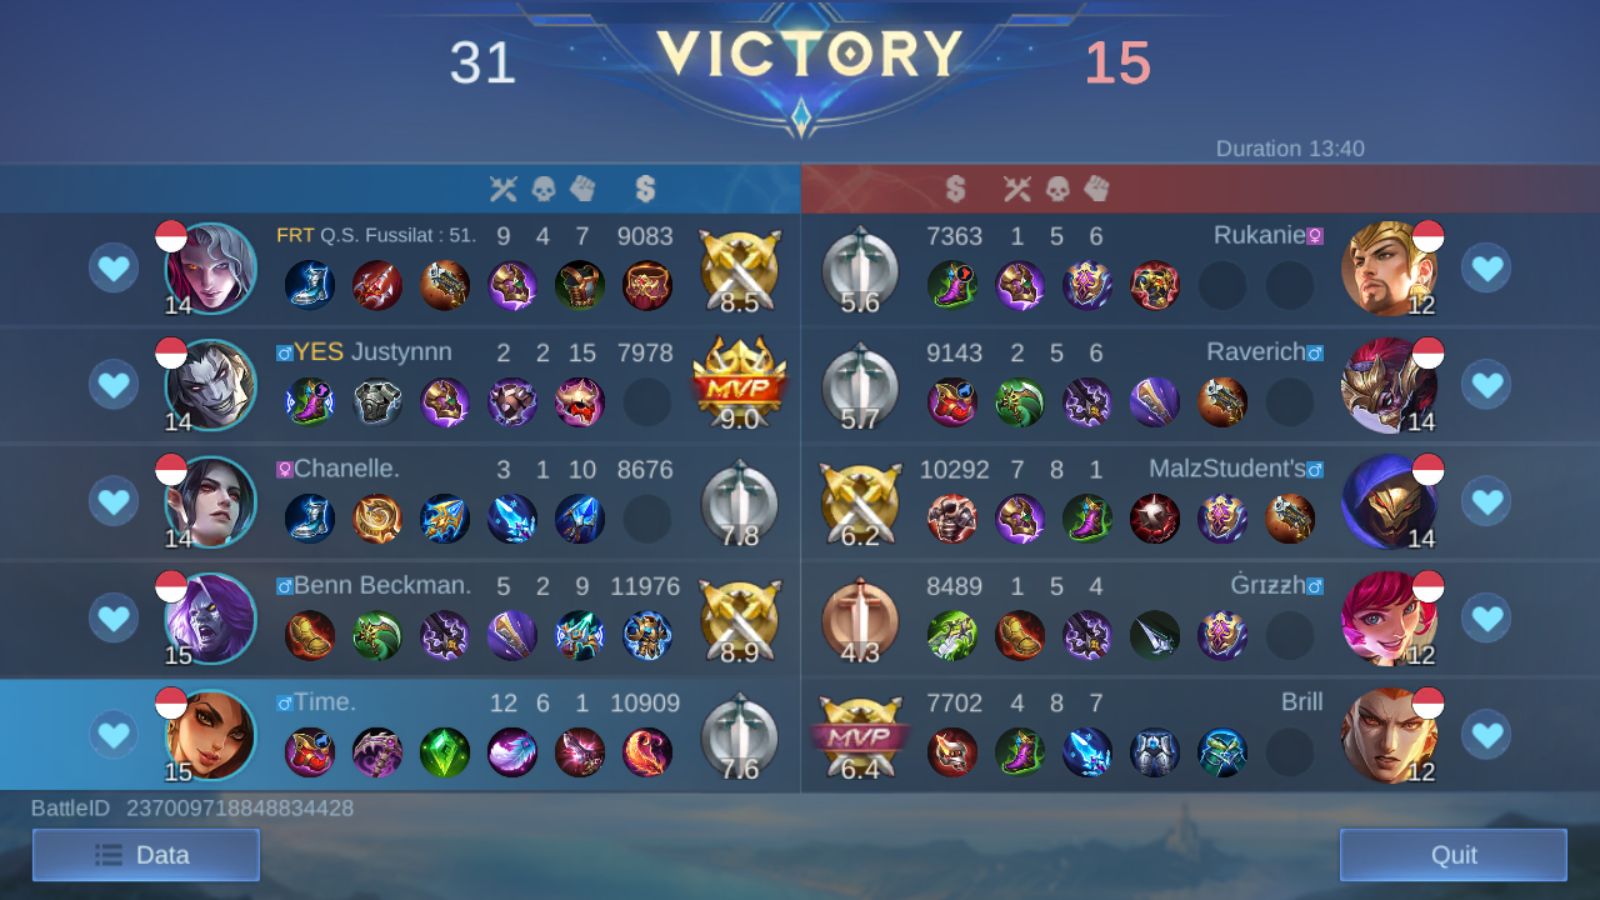 31 VICTORY 15
Duration 13:40
FRT Q.S. Fussilat : 51. 9 4 7 9083
14 8.5
5.6 7363 1 5 6 Rukanie
12
YES Justynnn 2 2 15 7978
14 MVP 9.0
5.7 9143 2 5 6 Raverich
14
Chanelle. 3 1 10 8676
14 7.8
6.2 10292 7 8 1 MalzStudent's
14
Benn Beckman. 5 2 9 11976
15 8.9
4.3 8489 1 5 4 Ġrɪƶƶh
12
Time. 12 6 1 10909
15 7.6
MVP 6.4 7702 4 8 7 Brill
12
BattleID 237009718848834428
Data
Quit